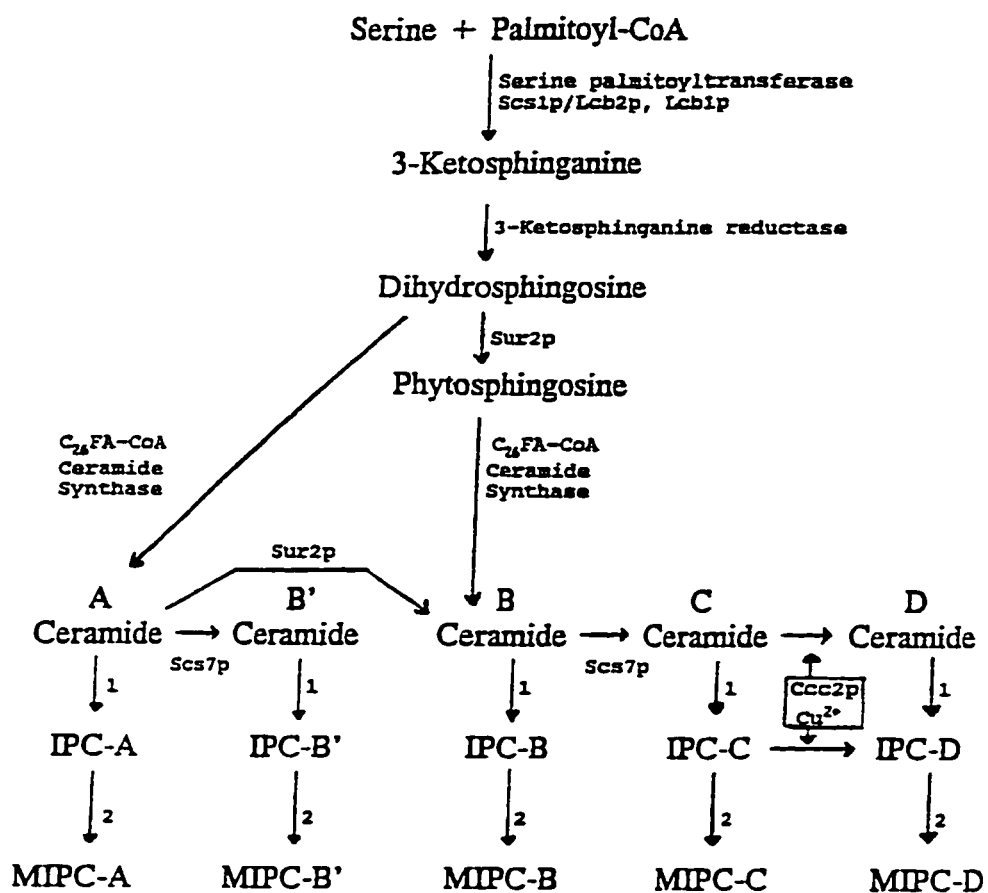 Serine + Palmitoyl-CoA
Serine palmitoyltransferase
Scs1p/Lcb2p, Lcb1p
3-Ketosphinganine
3-Ketosphinganine reductase
Dihydrosphingosine
Sur2p
Phytosphingosine
C₂₆FA-CoA
Ceramide
Synthase
C₂₆FA-CoA
Ceramide
Synthase
Sur2p
A B' B C D
Ceramide Ceramide Ceramide Ceramide Ceramide
Scs7p Scs7p
1 1 1 1 1
Ccc2p
Cu²⁺
IPC-A IPC-B' IPC-B IPC-C IPC-D
2 2 2 2 2
MIPC-A MIPC-B' MIPC-B MIPC-C MIPC-D